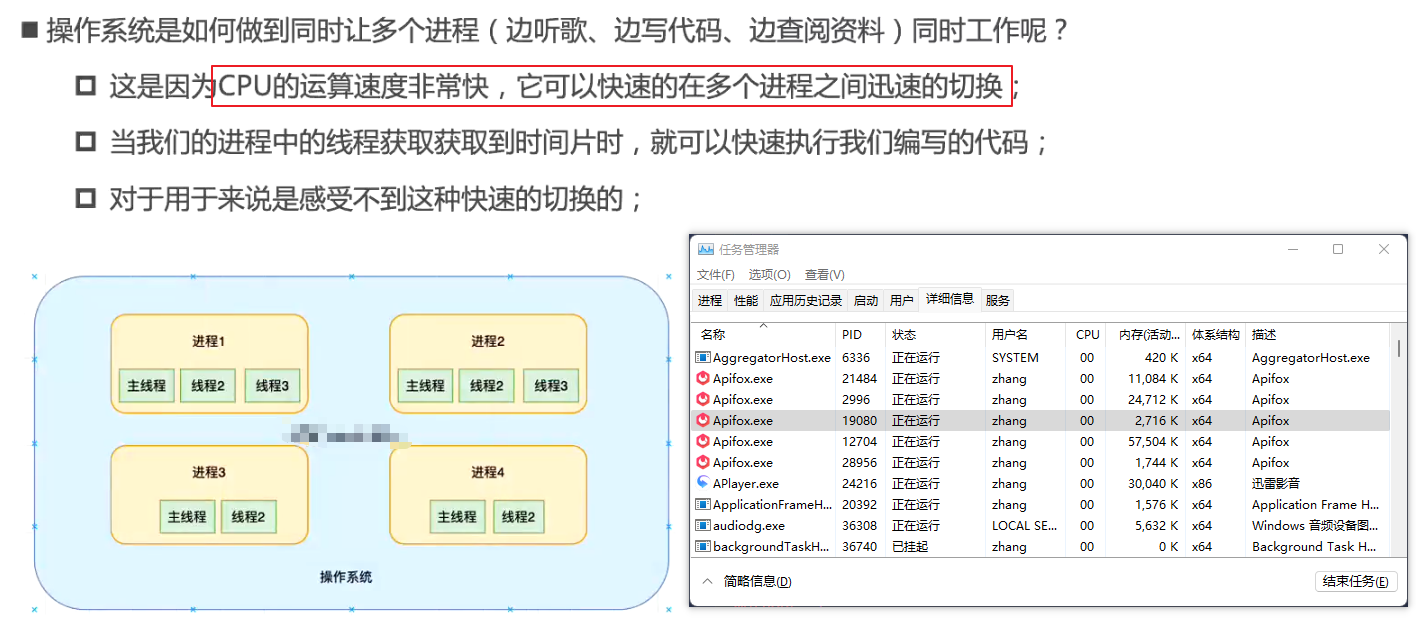 操作系统是如何做到同时让多个进程（边听歌、边写代码、边查阅资料）同时工作呢？
这是因为CPU的运算速度非常快，它可以快速的在多个进程之间迅速的切换；
当我们的进程中的线程获取获取到时间片时，就可以快速执行我们编写的代码；
对于用于来说是感受不到这种快速的切换的；
进程1
主线程 线程2 线程3
进程2
主线程 线程2 线程3
进程3
主线程 线程2
进程4
主线程 线程2
操作系统
任务管理器
文件(F) 选项(O) 查看(V)
进程 性能 应用历史记录 启动 用户 详细信息 服务
名称 PID 状态 用户名 CPU 内存(活动... 体系结构 描述
AggregatorHost.exe 6336 正在运行 SYSTEM 00 420 K x64 AggregatorHost.exe
Apifox.exe 21484 正在运行 zhang 00 11,084 K x64 Apifox
Apifox.exe 2996 正在运行 zhang 00 24,712 K x64 Apifox
Apifox.exe 19080 正在运行 zhang 00 2,716 K x64 Apifox
Apifox.exe 12704 正在运行 zhang 00 57,504 K x64 Apifox
Apifox.exe 28956 正在运行 zhang 00 1,744 K x64 Apifox
APlayer.exe 24216 正在运行 zhang 00 30,040 K x86 迅雷影音
ApplicationFrameH... 20392 正在运行 zhang 00 1,576 K x64 Application Frame H...
audiodg.exe 36308 正在运行 LOCAL SE... 00 5,632 K x64 Windows 音频设备图...
backgroundTaskH... 36740 已挂起 zhang 00 0 K x64 Background Task H...
简略信息(D) 结束任务(E)